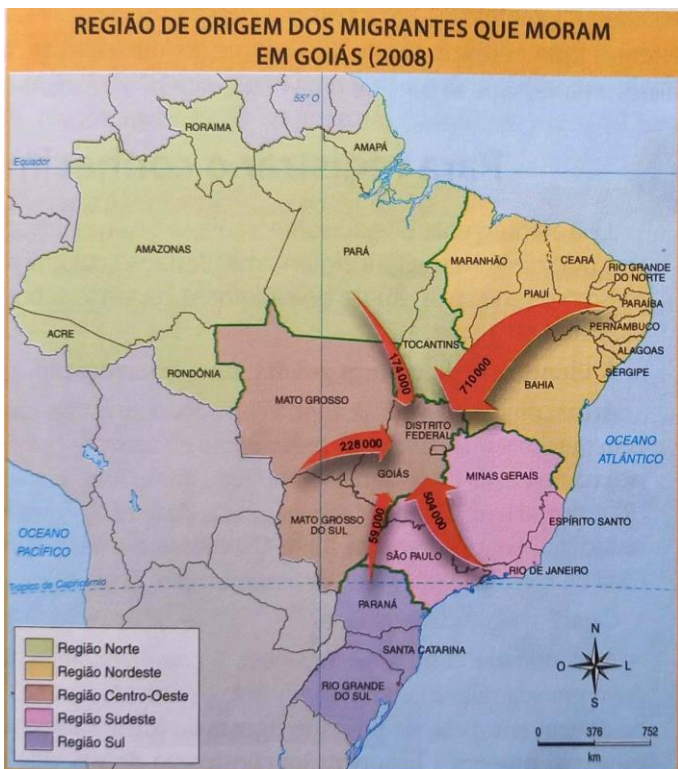 REGIÃO DE ORIGEM DOS MIGRANTES QUE MORAM
EM GOIÁS (2008)
55° O
RORAIMA
AMAPÁ
Equador
AMAZONAS
PARÁ
MARANHÃO
CEARÁ
RIO GRANDE
DO NORTE
PIAUÍ
PARAÍBA
PERNAMBUCO
ACRE
TOCANTINS
ALAGOAS
RONDÔNIA
174 000
710 000
SERGIPE
MATO GROSSO
BAHIA
DISTRITO
FEDERAL
228 000
GOIÁS
MINAS GERAIS
OCEANO
ATLÂNTICO
OCEANO
PACÍFICO
MATO GROSSO
DO SUL
59 000
504 000
ESPÍRITO SANTO
SÃO PAULO
RIO DE JANEIRO
Trópico de Capricórnio
PARANÁ
SANTA CATARINA
RIO GRANDE
DO SUL
Região Norte
Região Nordeste
Região Centro-Oeste
Região Sudeste
Região Sul
N
O
L
S
0 376 752
km